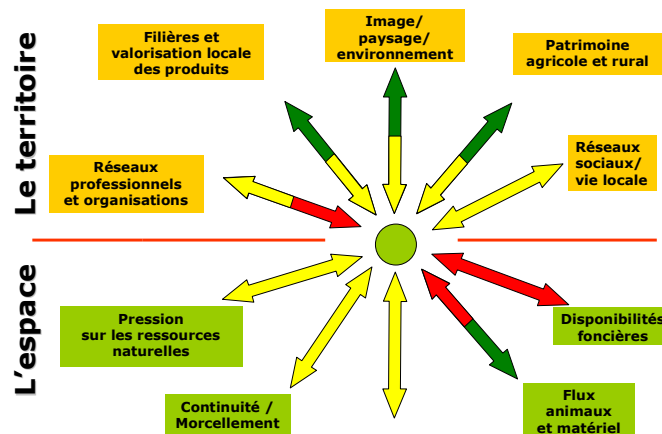 Le territoire
Filières et
valorisation locale
des produits
Image/
paysage/
environnement
Patrimoine
agricole et rural
Réseaux
professionnels
et organisations
Réseaux
sociaux/
vie locale
L'espace
Pression
sur les ressources
naturelles
Disponibilités
foncières
Continuité /
Morcellement
Flux
animaux
et matériel